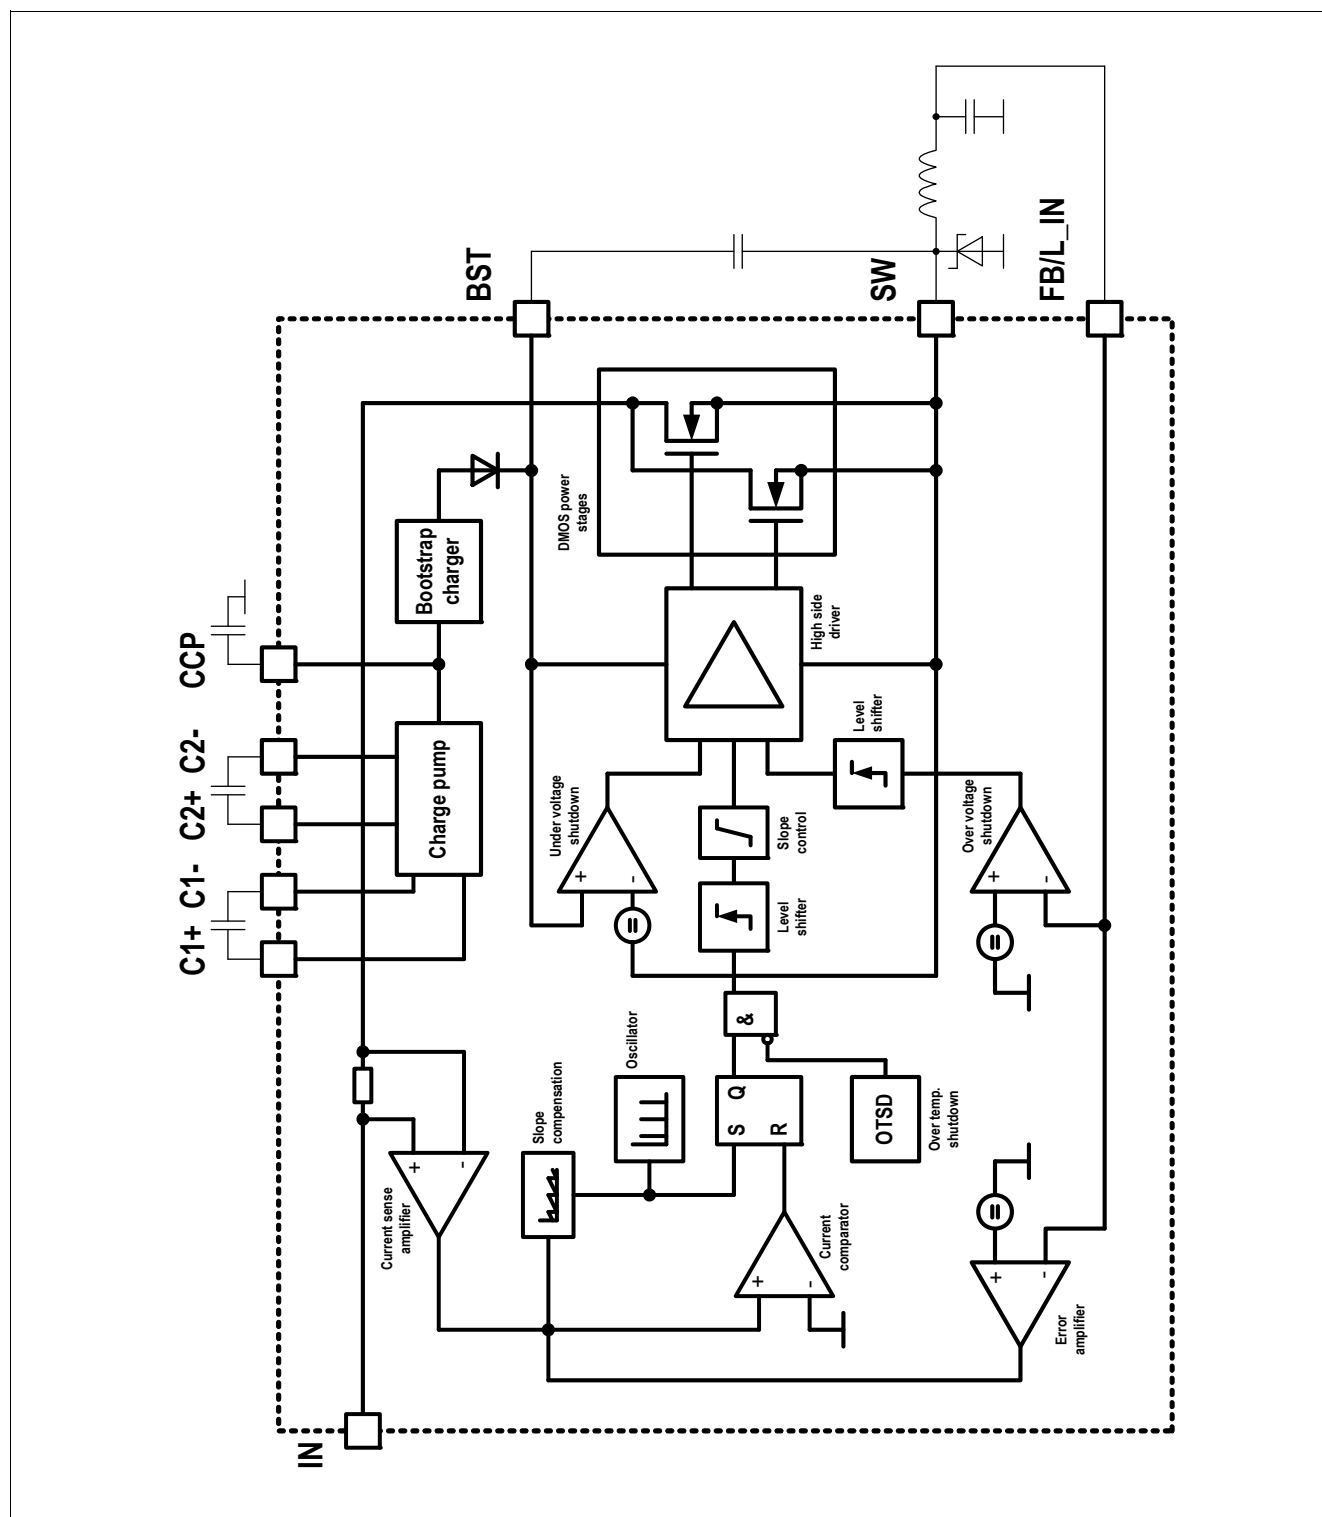 IN
C1+
C1-
C2+
C2-
CCP
BST
SW
FB/L_IN
Charge pump
Bootstrap
charger
DMOS power
stages
High side
driver
Under voltage
shutdown
+
-
=
Level
shifter
Slope
control
Level
shifter
Over voltage
shutdown
+
-
=
Current sense
amplifier
+
-
Slope
compensation
Oscillator
S
Q
R
&
OTSD
Over temp.
shutdown
Current
comparator
+
-
Error
amplifier
+
-
=